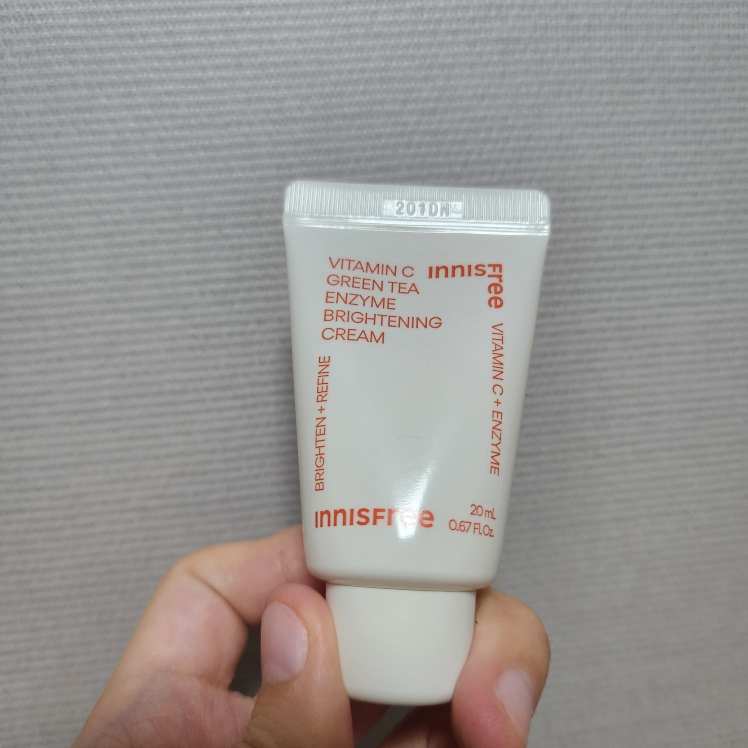 2010N
VITAMIN C
GREEN TEA
ENZYME
BRIGHTENING
CREAM
INNISFree
VITAMIN C + ENZYME
BRIGHTEN + REFINE
INNISFree
20 mL
0.67 Fl.Oz.